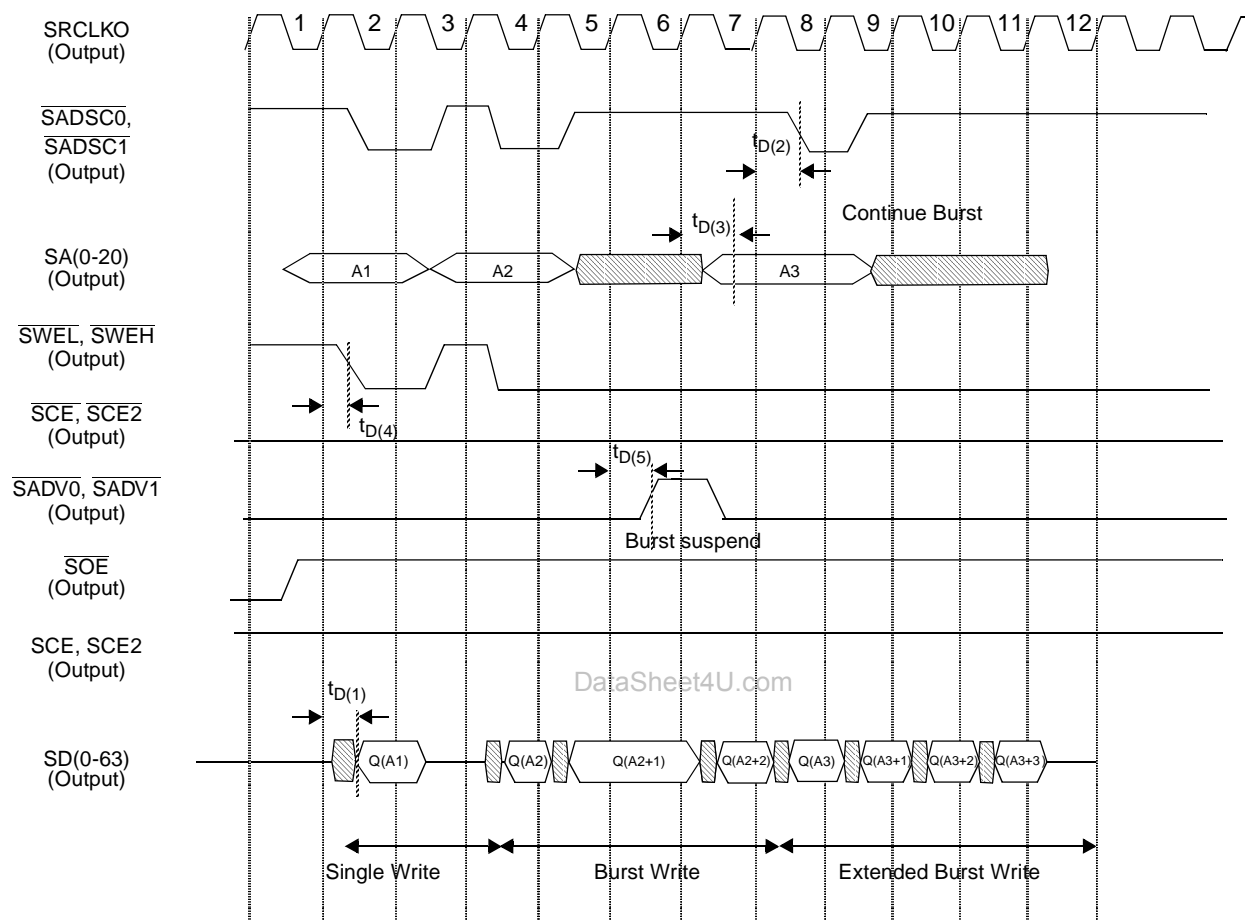 SRCLKO
(Output)
1 2 3 4 5 6 7 8 9 10 11 12
SADSC0,
SADSC1
(Output)
tD(2)
Continue Burst
tD(3)
SA(0-20)
(Output)
A1 A2 A3
SWEL, SWEH
(Output)
SCE, SCE2
(Output)
tD(4)
tD(5)
SADV0, SADV1
(Output)
Burst suspend
SOE
(Output)
SCE, SCE2
(Output)
DataSheet4U.com
tD(1)
SD(0-63)
(Output)
Q(A1) Q(A2) Q(A2+1) Q(A2+2) Q(A3) Q(A3+1) Q(A3+2) Q(A3+3
Single Write Burst Write Extended Burst Write